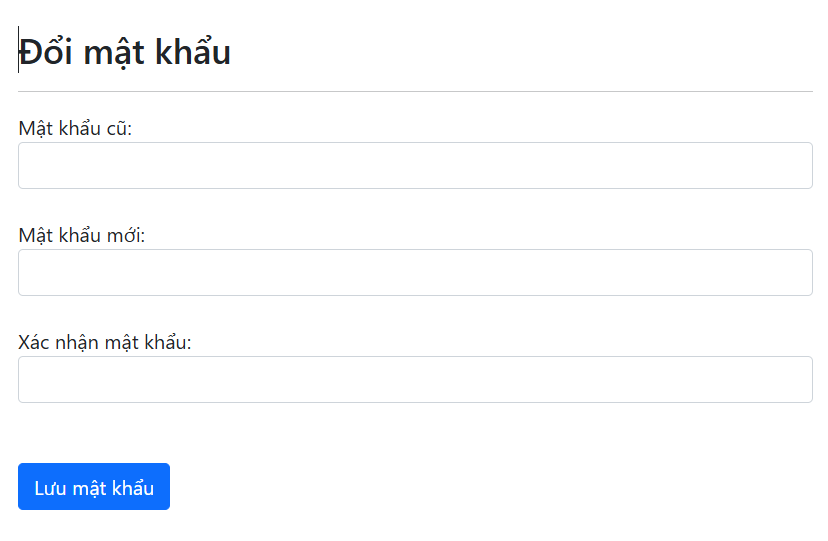 Đổi mật khẩu
Mật khẩu cũ:
Mật khẩu mới:
Xác nhận mật khẩu:
Lưu mật khẩu